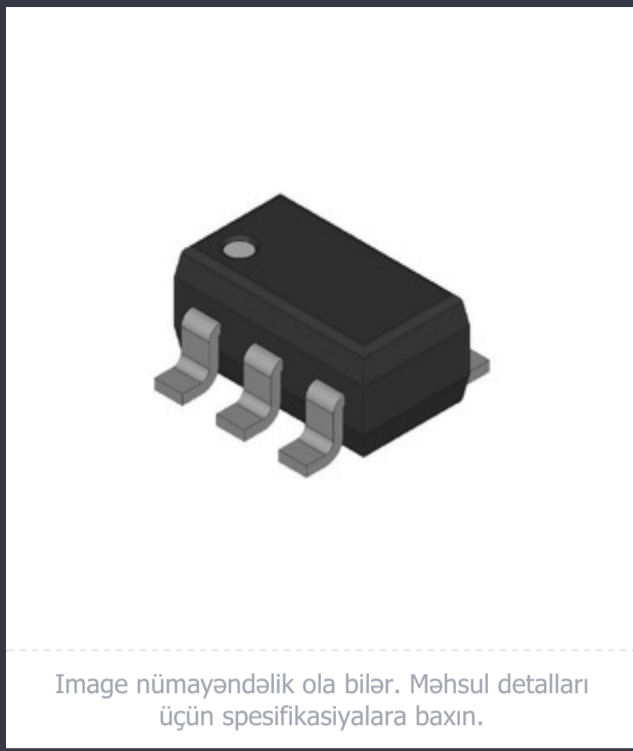 Image nümayəndəlik ola bilər. Məhsul detalları
üçün spesifikasiyalara baxın.